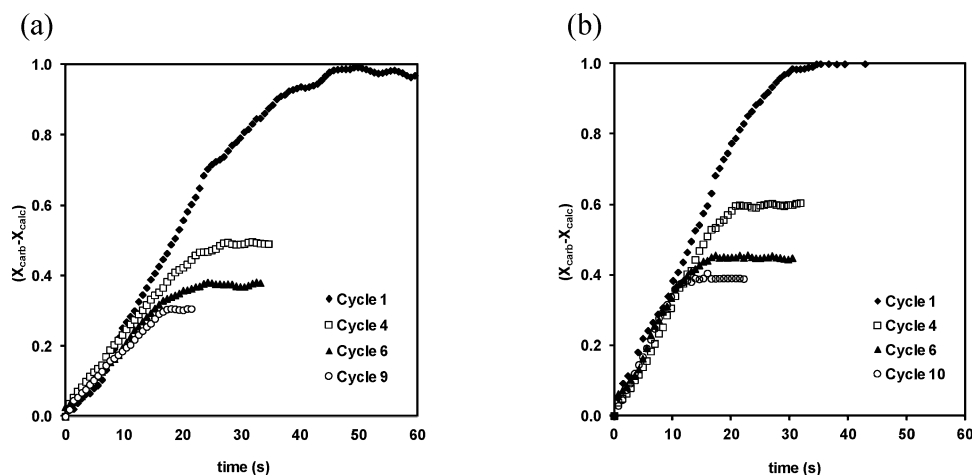 (a)
1.0
0.8
0.6
0.4
0.2
0.0
(Xcarb-Xcalc)
Cycle 1
Cycle 4
Cycle 6
Cycle 9
0 10 20 30 40 50 60
time (s)
(b)
1.0
0.8
0.6
0.4
0.2
0.0
(Xcarb-Xcalc)
Cycle 1
Cycle 4
Cycle 6
Cycle 10
0 10 20 30 40 50 60
time (s)